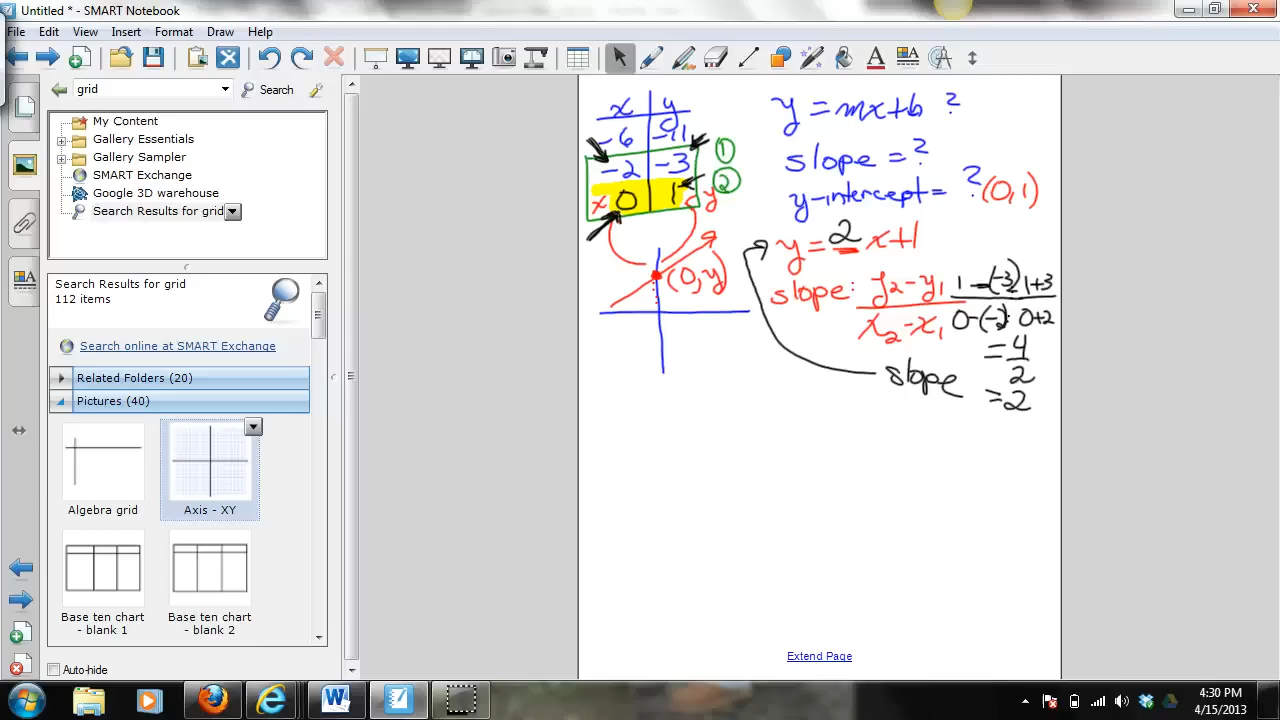 Untitled * - SMART Notebook
File Edit View Insert Format Draw Help
grid
Search
My Content
Gallery Essentials
Gallery Sampler
SMART Exchange
Google 3D warehouse
Search Results for grid
Search Results for grid
112 items
Search online at SMART Exchange
Related Folders (20)
Pictures (40)
Algebra grid
Axis - XY
Base ten chart - blank 1
Base ten chart - blank 2
Auto-hide
x y
-6 -11
-2 -3 ①
0 1 ②
x y
(0,y)
y = mx+b ?
slope = ?
y-intercept = ? (0,1)
y = 2 x+1
slope: y2-y1 1-(-3) 1+3
x2-x1 0-(-2) 0+2
= 4
2
slope
= 2
Extend Page
4:30 PM
4/15/2013